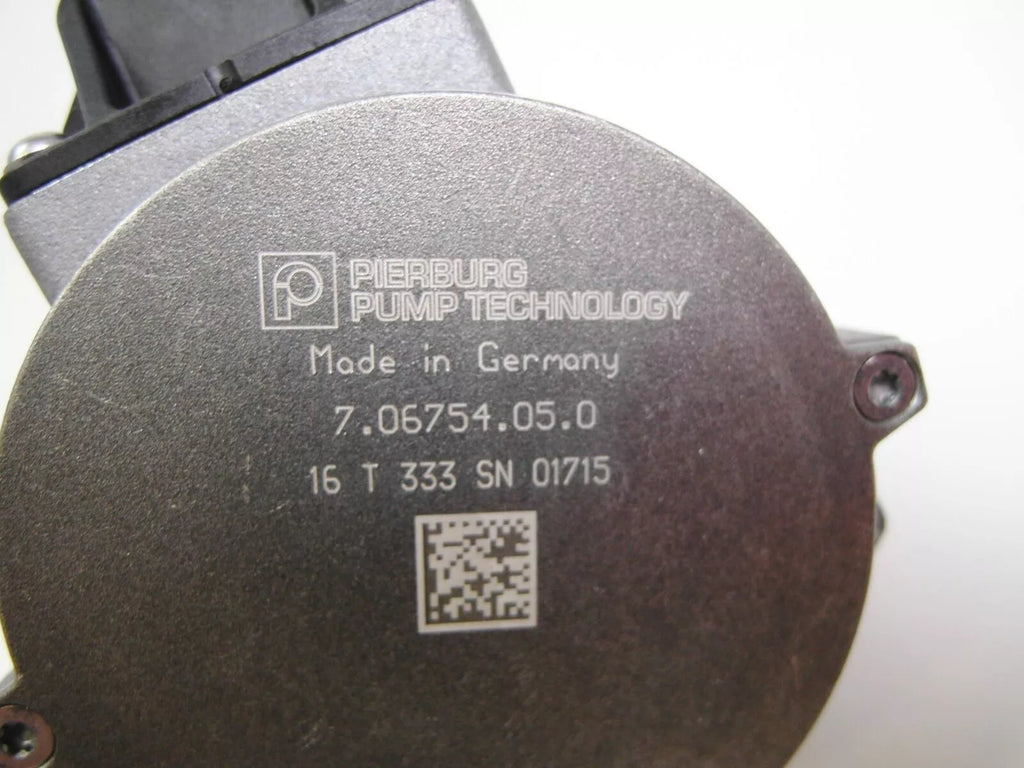 PIERBURG
PUMP TECHNOLOGY
Made in Germany
7.06754.05.0
16 T 333 SN 01715